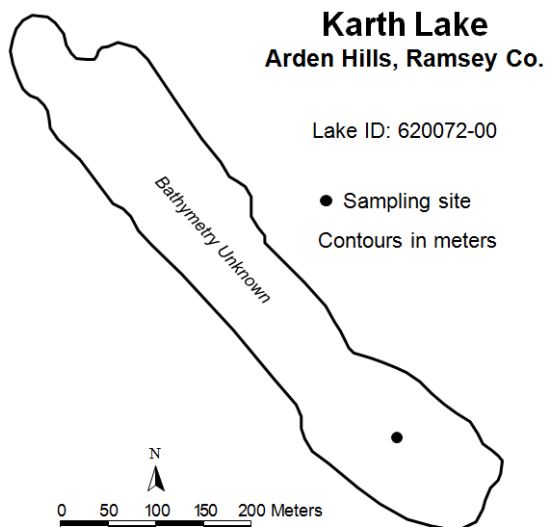 Karth Lake
Arden Hills, Ramsey Co.
Lake ID: 620072-00
Sampling site
Contours in meters
Bathymetry Unknown
N
0 50 100 150 200 Meters